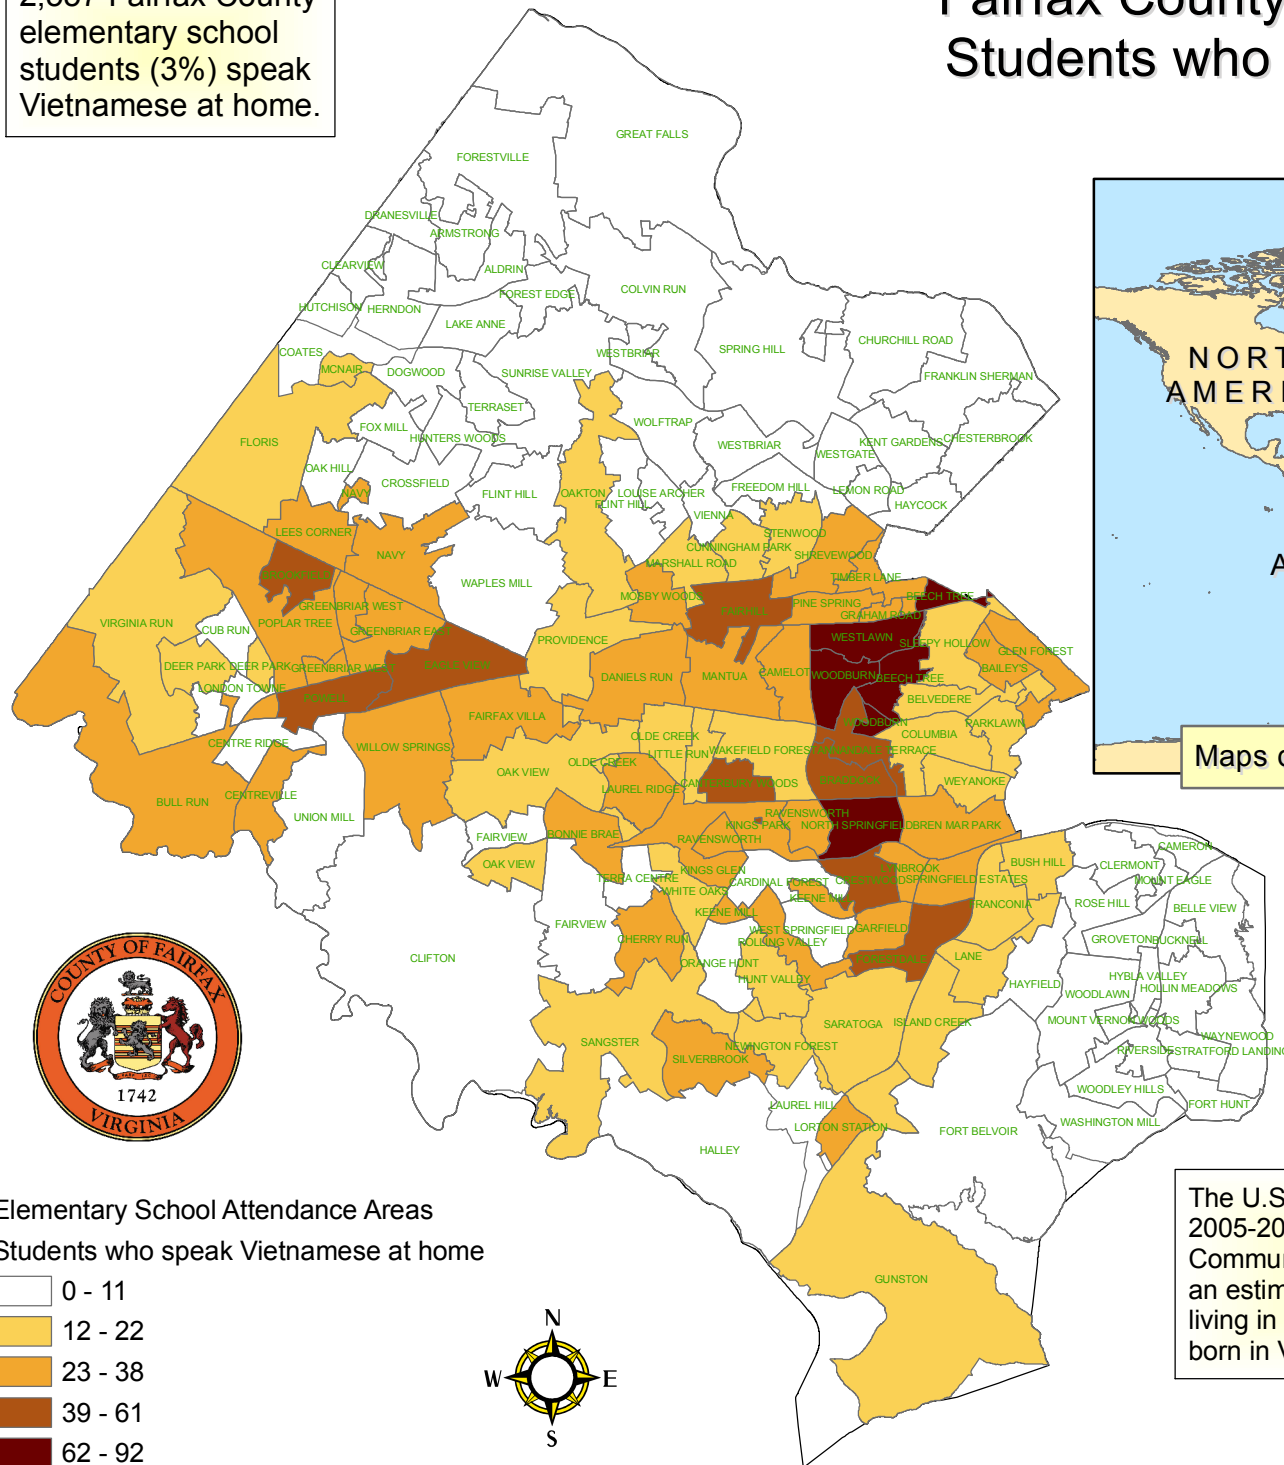 elementary school
students (3%) speak
Vietnamese at home.
Fairfax County
Students who
GREAT FALLS
FORESTVILLE
DRANESVILLE
ARMSTRONG
CLEARVIEW
ALDRIN
COLVIN RUN
FOREST EDGE
HUTCHISON
HERNDON
LAKE ANNE
CHURCHILL ROAD
SPRING HILL
COATES
WESTBRIAR
MCNAIR
DOGWOOD
SUNRISE VALLEY
FRANKLIN SHERMAN
TERRASET
WOLFTRAP
FOX MILL
HUNTERS WOODS
FLORIS
WESTBRIAR
KENT GARDENS
CHESTERBROOK
WESTGATE
OAK HILL
CROSSFIELD
NAVY
FLINT HILL
OAKTON
LOUISE ARCHER
FLINT HILL
FREEDOM HILL
LEMON ROAD
HAYCOCK
VIENNA
LEES CORNER
STENWOOD
CUNNINGHAM PARK
NAVY
SHREVEWOOD
MARSHALL ROAD
BROOKFIELD
TIMBER LANE
WAPLES MILL
MOSBY WOODS
BEECH TREE
GREENBRIAR WEST
FAIRHILL
PINE SPRING
GRAHAM ROAD
VIRGINIA RUN
CUB RUN
POPLAR TREE
GREENBRIAR EAST
PROVIDENCE
WESTLAWN
SLEEPY HOLLOW
GLEN FOREST
DEER PARK
DEER PARK
GREENBRIAR WEST
EAGLE VIEW
BAILEY'S
DANIELS RUN
MANTUA
CAMELOT
WOODBURN
BEECH TREE
LONDON TOWNE
POWELL
BELVEDERE
FAIRFAX VILLA
WOODBURN
PARKLAWN
CENTRE RIDGE
WILLOW SPRINGS
OLDE CREEK
COLUMBIA
LITTLE RUN
WAKEFIELD FOREST
ANNANDALE TERRACE
OLDE CREEK
OAK VIEW
LAUREL RIDGE
CANTERBURY WOODS
BRADDOCK
WEYANOKE
BULL RUN
CENTREVILLE
UNION MILL
RAVENSWORTH
KINGS PARK
NORTH SPRINGFIELD
BREN MAR PARK
FAIRVIEW
BONNIE BRAE
RAVENSWORTH
CAMERON
OAK VIEW
KINGS GLEN
LYNBROOK
BUSH HILL
CLERMONT
TERRA CENTRE
CARDINAL FOREST
CRESTWOOD
SPRINGFIELD ESTATES
MOUNT EAGLE
WHITE OAKS
KEENE MILL
FRANCONIA
ROSE HILL
BELLE VIEW
KEENE MILL
FAIRVIEW
WEST SPRINGFIELD
GARFIELD
CHERRY RUN
ROLLING VALLEY
GROVETON
BUCKNELL
CLIFTON
ORANGE HUNT
FORESTDALE
LANE
HUNT VALLEY
HAYFIELD
HYBLA VALLEY
WOODLAWN
HOLLIN MEADOWS
SARATOGA
ISLAND CREEK
MOUNT VERNON WOODS
SANGSTER
NEWINGTON FOREST
WAYNEWOOD
SILVERBROOK
RIVERSIDE
STRATFORD LANDING
WOODLEY HILLS
LAUREL HILL
FORT HUNT
LORTON STATION
WASHINGTON MILL
FORT BELVOIR
HALLEY
GUNSTON
NORT
AMERI
A
Maps
COUNTY OF FAIRFAX
1742
VIRGINIA
Elementary School Attendance Areas
Students who speak Vietnamese at home
0 - 11
12 - 22
23 - 38
39 - 61
62 - 92
N
W E
S
The U.S
2005-20
Commu
an estim
living in
born in V